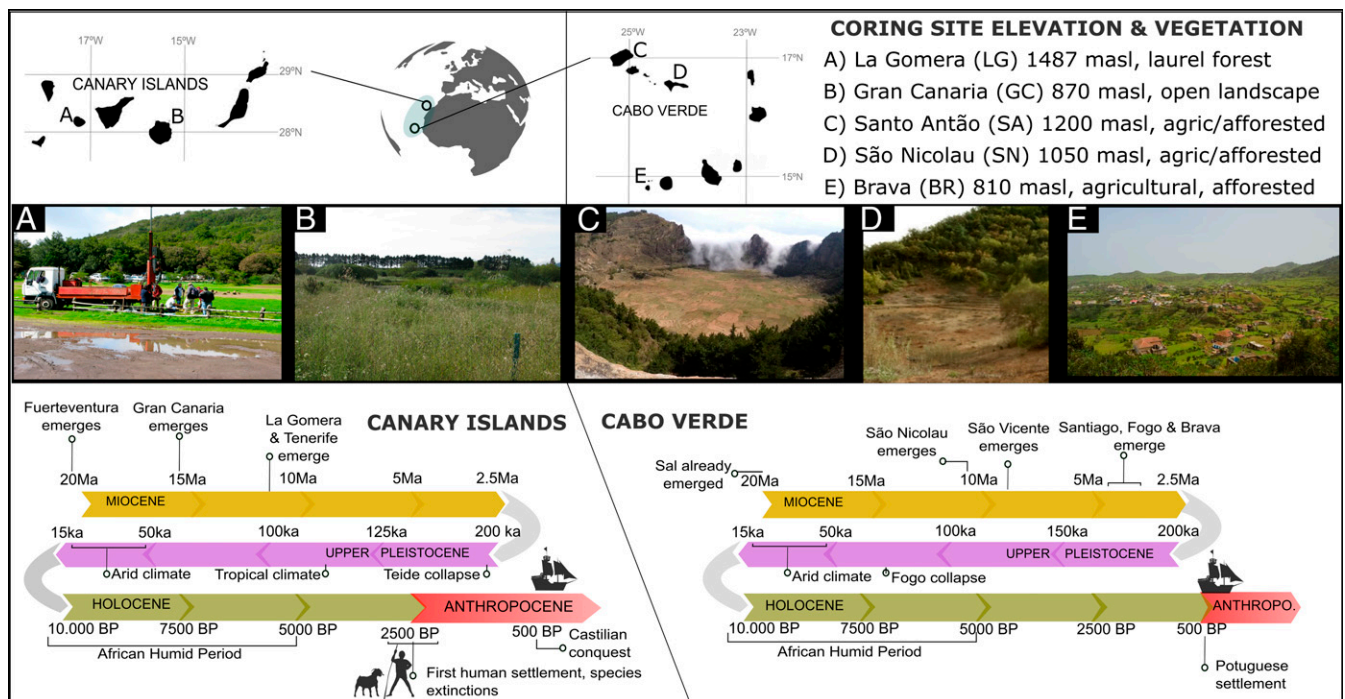 17°W
15°W
29°N
CANARY ISLANDS
A
B
28°N
25°W
23°W
C
17°N
D
CABO VERDE
E
15°N
CORING SITE ELEVATION & VEGETATION
A) La Gomera (LG) 1487 masl, laurel forest
B) Gran Canaria (GC) 870 masl, open landscape
C) Santo Antão (SA) 1200 masl, agric/afforested
D) São Nicolau (SN) 1050 masl, agric/afforested
E) Brava (BR) 810 masl, agricultural, afforested
A
B
C
D
E
CANARY ISLANDS
Fuerteventura
emerges
Gran Canaria
emerges
La Gomera
& Tenerife
emerge
20Ma
15Ma
10Ma
5Ma
2.5Ma
MIOCENE
15ka
50ka
100ka
125ka
200 ka
UPPER
PLEISTOCENE
Arid climate
Tropical climate
Teide collapse
HOLOCENE
ANTHROPOCENE
10.000 BP
7500 BP
5000 BP
2500 BP
500 BP
African Humid Period
First human settlement, species
extinctions
Castilian
conquest
CABO VERDE
Sal already
emerged
São Nicolau
emerges
São Vicente
emerges
Santiago, Fogo & Brava
emerge
20Ma
15Ma
10Ma
5Ma
2.5Ma
MIOCENE
15ka
50ka
100ka
150ka
200ka
UPPER
PLEISTOCENE
Arid climate
Fogo collapse
HOLOCENE
ANTHROPO.
10.000 BP
7500 BP
5000 BP
2500 BP
500 BP
African Humid Period
Potuguese
settlement